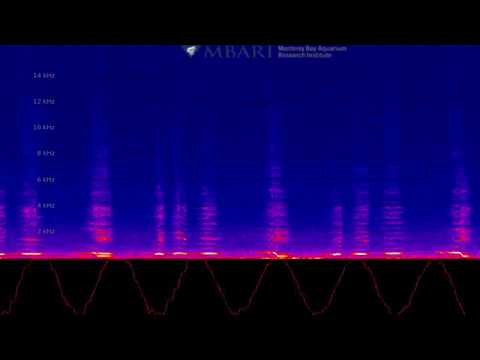 MBARI
Monterey Bay Aquarium
Research Institute
14 kHz
12 kHz
10 kHz
8 kHz
6 kHz
4 kHz
2 kHz